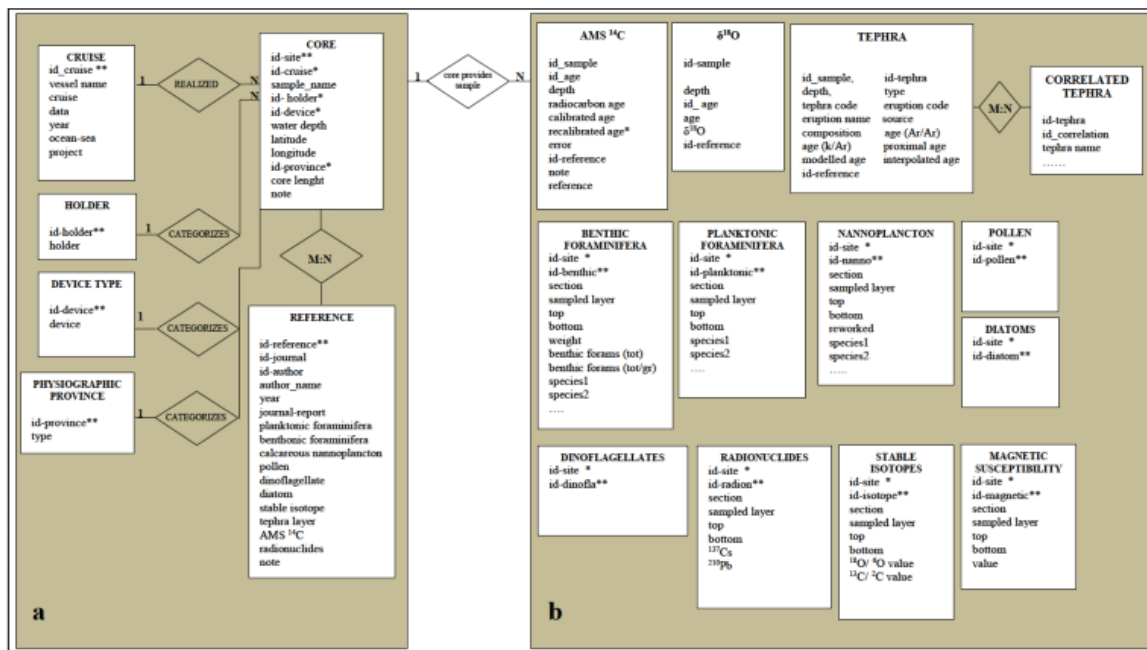 CRUISE
id_cruise **
vessel name
cruise
data
year
ocean-sea
project
1
REALIZED
N
CORE
id-site**
id-cruise*
sample_name
id- holder*
id-device*
water depth
latitude
longitude
id-province*
core lenght
note
N
HOLDER
id-holder**
holder
1
CATEGORIZES
DEVICE TYPE
id-device**
device
1
CATEGORIZES
PHYSIOGRAPHIC
PROVINCE
id-province**
type
1
CATEGORIZES
M:N
REFERENCE
id-reference**
id-journal
id-author
author_name
year
journal-report
planktonic foraminifera
benthonic foraminifera
calcareous nannoplancton
pollen
dinoflagellate
diatom
stable isotope
tephra layer
AMS ¹⁴C
radionuclides
note
a
1
core provides
sample
N
AMS ¹⁴C
id_sample
id_age
depth
radiocarbon age
calibrated age
recalibrated age*
error
id-reference
note
reference
δ¹⁸O
id-sample
depth
id_ age
age
δ¹⁸O
id-reference
TEPHRA
id_sample,
depth,
tephra code
eruption name
composition
age (k/Ar)
modelled age
id-reference
id-tephra
type
eruption code
source
age (Ar/Ar)
proximal age
interpolated age
M:N
CORRELATED
TEPHRA
id-tephra
id_correlation
tephra name
......
BENTHIC
FORAMINIFERA
id-site *
id-benthic**
section
sampled layer
top
bottom
weight
benthic forams (tot)
benthic forams (tot/gr)
species1
species2
....
PLANKTONIC
FORAMINIFERA
id-site *
id-planktonic**
section
sampled layer
top
bottom
species1
species2
....
NANNOPLANCTON
id-site *
id-nanno**
section
sampled layer
top
bottom
reworked
species1
species2
.....
POLLEN
id-site *
id-pollen**
DIATOMS
id-site *
id-diatom**
DINOFLAGELLATES
id-site *
id-dinofla**
RADIONUCLIDES
id-site *
id-radion**
section
sampled layer
top
bottom
¹³⁷Cs
²¹⁰Pb
STABLE
ISOTOPES
id-site *
id-isotope**
section
sampled layer
top
bottom
¹⁸O/ ⁶O value
¹³C/ ²C value
MAGNETIC
SUSCEPTIBILITY
id-site *
id-magnetic**
section
sampled layer
top
bottom
value
b